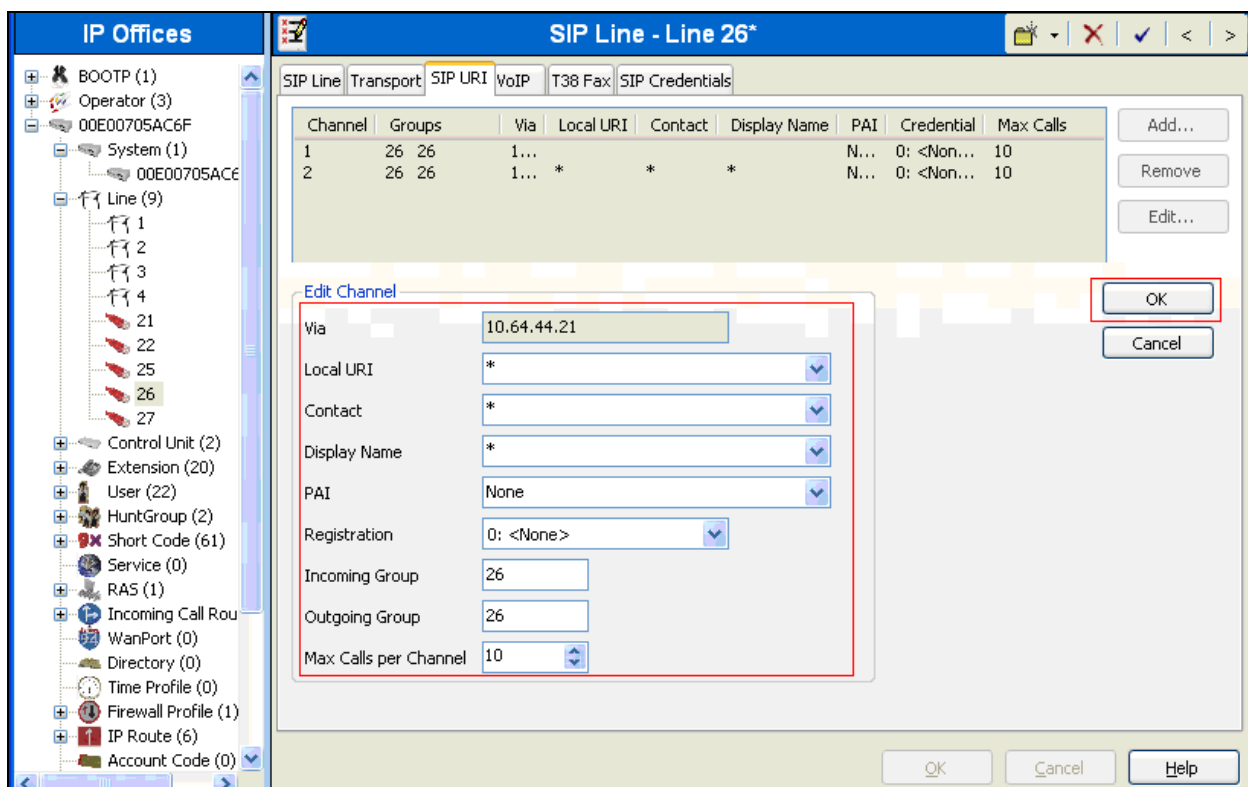 IP Offices
BOOTP (1)
Operator (3)
00E00705AC6F
System (1)
00E00705AC6
Line (9)
1
2
3
4
21
22
25
26
27
Control Unit (2)
Extension (20)
User (22)
HuntGroup (2)
Short Code (61)
Service (0)
RAS (1)
Incoming Call Rou
WanPort (0)
Directory (0)
Time Profile (0)
Firewall Profile (1)
IP Route (6)
Account Code (0)
SIP Line - Line 26*
SIP Line Transport SIP URI VoIP T38 Fax SIP Credentials
Channel Groups Via Local URI Contact Display Name PAI Credential Max Calls
1 26 26 1... N... 0: <Non... 10
2 26 26 1... * * * N... 0: <Non... 10
Add...
Remove
Edit...
Edit Channel
Via 10.64.44.21
Local URI *
Contact *
Display Name *
PAI None
Registration 0: <None>
Incoming Group 26
Outgoing Group 26
Max Calls per Channel 10
OK
Cancel
OK Cancel Help